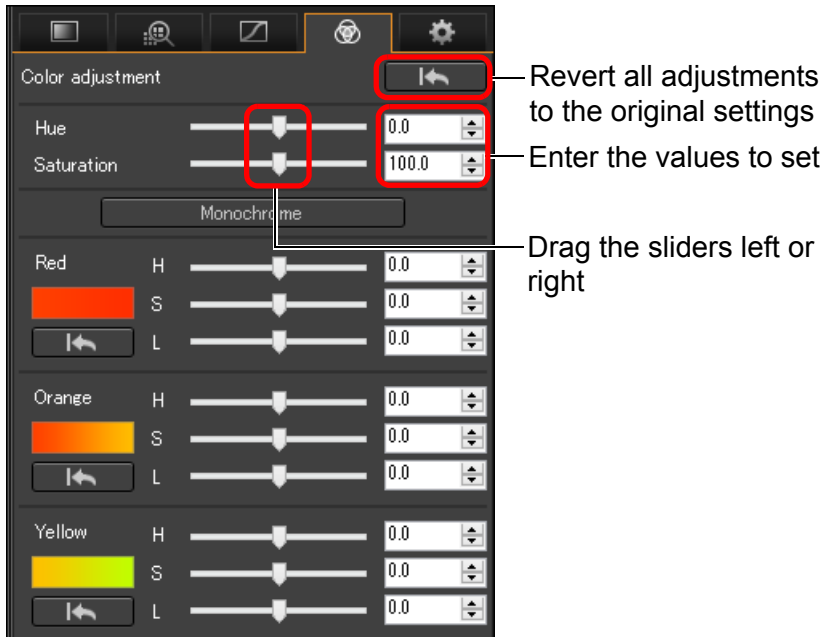 Color adjustment
Revert all adjustments
to the original settings
Hue 0.0
Enter the values to set
Saturation 100.0
Monochrome
Drag the sliders left or
right
Red H 0.0
S 0.0
L 0.0
Orange H 0.0
S 0.0
L 0.0
Yellow H 0.0
S 0.0
L 0.0